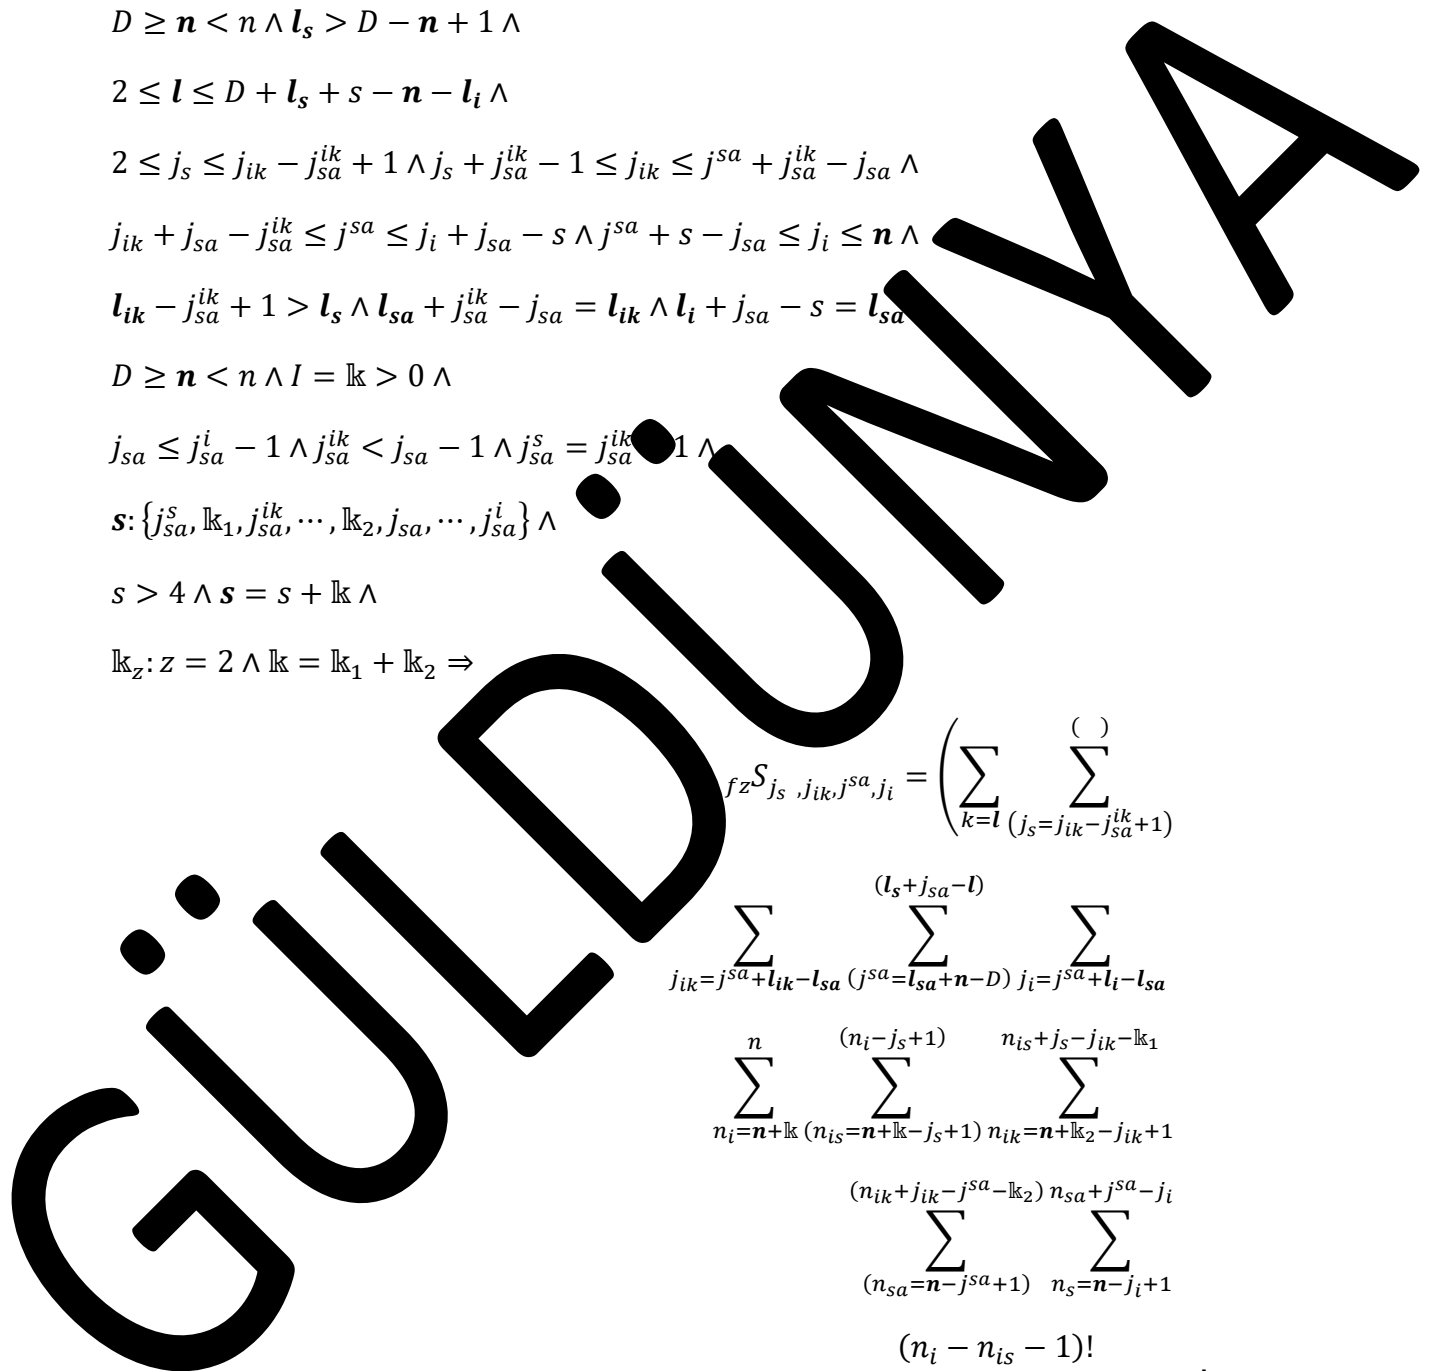 D ≥ 𝒏 < n ∧ 𝒍_𝒔 > D − 𝒏 + 1 ∧
2 ≤ 𝒍 ≤ D + 𝒍_𝒔 + s − 𝒏 − 𝒍_𝒊 ∧
2 ≤ j_s ≤ j_{ik} − j_{sa}^{ik} + 1 ∧ j_s + j_{sa}^{ik} − 1 ≤ j_{ik} ≤ j^{sa} + j_{sa}^{ik} − j_{sa} ∧
j_{ik} + j_{sa} − j_{sa}^{ik} ≤ j^{sa} ≤ j_i + j_{sa} − s ∧ j^{sa} + s − j_{sa} ≤ j_i ≤ 𝒏 ∧
𝒍_{𝒊𝒌} − j_{sa}^{ik} + 1 > 𝒍_𝒔 ∧ 𝒍_{𝒔𝒂} + j_{sa}^{ik} − j_{sa} = 𝒍_{𝒊𝒌} ∧ 𝒍_𝒊 + j_{sa} − s = 𝒍_{𝒔𝒂}
D ≥ 𝒏 < n ∧ I = 𝕜 > 0 ∧
j_{sa} ≤ j_{sa}^i − 1 ∧ j_{sa}^{ik} < j_{sa} − 1 ∧ j_{sa}^s = j_{sa}^{ik} 1 ∧
𝒔: {j_{sa}^s, 𝕜_1, j_{sa}^{ik}, ⋯, 𝕜_2, j_{sa}, ⋯, j_{sa}^i} ∧
s > 4 ∧ 𝒔 = s + 𝕜 ∧
𝕜_z: z = 2 ∧ 𝕜 = 𝕜_1 + 𝕜_2 ⇒
_{fz}S_{j_s ,j_{ik},j^{sa},j_i} = ( ∑_{k=𝒍} ∑_{(j_s=j_{ik}−j_{sa}^{ik}+1)}^{( )}
∑_{j_{ik}=j^{sa}+𝒍_{𝒊𝒌}−𝒍_{𝒔𝒂}} ∑_{(j^{sa}=𝒍_{𝒔𝒂}+𝒏−D)}^{(𝒍_𝒔+j_{sa}−𝒍)} ∑_{j_i=j^{sa}+𝒍_𝒊−𝒍_{𝒔𝒂}}
∑_{n_i=𝒏+𝕜}^{n} ∑_{(n_{is}=𝒏+𝕜−j_s+1)}^{(n_i−j_s+1)} ∑_{n_{ik}=𝒏+𝕜_2−j_{ik}+1}^{n_{is}+j_s−j_{ik}−𝕜_1}
∑_{(n_{sa}=𝒏−j^{sa}+1)}^{(n_{ik}+j_{ik}−j^{sa}−𝕜_2)} ∑_{n_s=𝒏−j_i+1}^{n_{sa}+j^{sa}−j_i}
(n_i − n_{is} − 1)!
GÜLDÜNYA